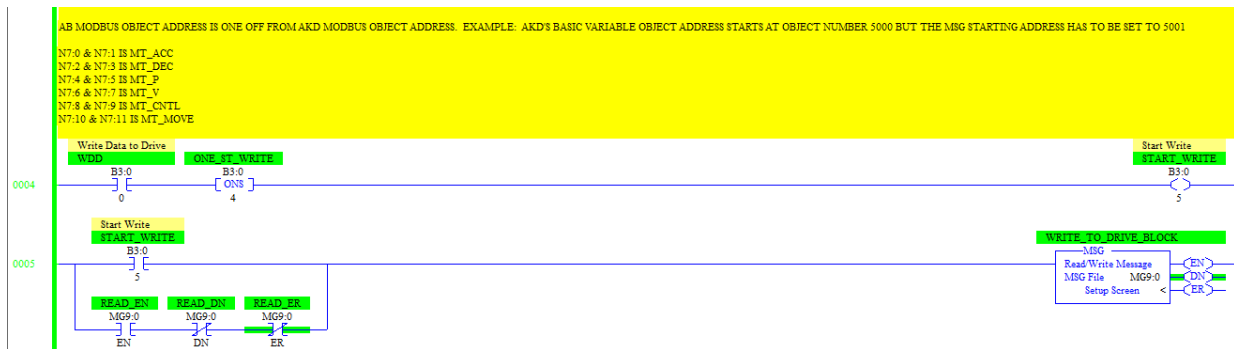 AB MODBUS OBJECT ADDRESS IS ONE OFF FROM AKD MODBUS OBJECT ADDRESS. EXAMPLE: AKD'S BASIC VARIABLE OBJECT ADDRESS STARTS AT OBJECT NUMBER 5000 BUT THE MSG STARTING ADDRESS HAS TO BE SET TO 5001
N7:0 & N7:1 IS MT_ACC
N7:2 & N7:3 IS MT_DEC
N7:4 & N7:5 IS MT_P
N7:6 & N7:7 IS MT_V
N7:8 & N7:9 IS MT_CNTL
N7:10 & N7:11 IS MT_MOVE
Write Data to Drive Start Write
WDD ONE_ST_WRITE START_WRITE
B3:0 B3:0 B3:0
0004 ONS
0 4 5
Start Write
START_WRITE WRITE_TO_DRIVE_BLOCK
B3:0 MSG
0005 Read/Write Message EN
5 MSG File MG9:0 DN
Setup Screen < ER
READ_EN READ_DN READ_ER
MG9:0 MG9:0 MG9:0
EN DN ER